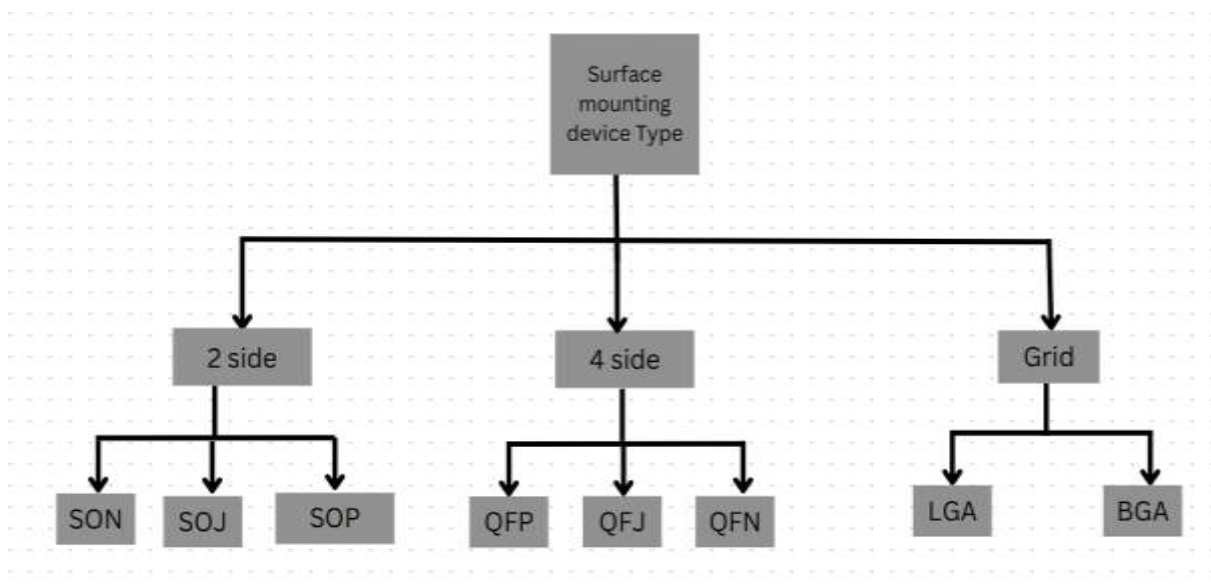 Surface
mounting
device Type
2 side
4 side
Grid
SON
SOJ
SOP
QFP
QFJ
QFN
LGA
BGA